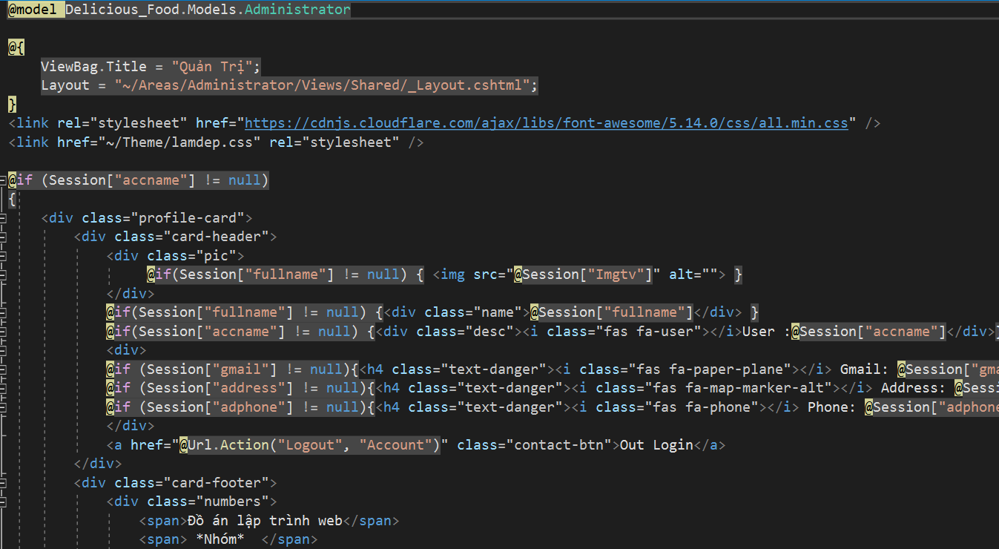 @model Delicious_Food.Models.Administrator
@{
ViewBag.Title = "Quản Trị";
Layout = "~/Areas/Administrator/Views/Shared/_Layout.cshtml";
}
<link rel="stylesheet" href="https://cdnjs.cloudflare.com/ajax/libs/font-awesome/5.14.0/css/all.min.css" />
<link href="~/Theme/lamdep.css" rel="stylesheet" />
@if (Session["accname"] != null)
{
<div class="profile-card">
<div class="card-header">
<div class="pic">
@if(Session["fullname"] != null) { <img src="@Session["Imgtv"]" alt=""> }
</div>
@if(Session["fullname"] != null) {<div class="name">@Session["fullname"]</div> }
@if(Session["accname"] != null) {<div class="desc"><i class="fas fa-user"></i>User :@Session["accname"]</div>
<div>
@if (Session["gmail"] != null){<h4 class="text-danger"><i class="fas fa-paper-plane"></i> Gmail: @Session["gma
@if (Session["address"] != null){<h4 class="text-danger"><i class="fas fa-map-marker-alt"></i> Address: @Sessi
@if (Session["adphone"] != null){<h4 class="text-danger"><i class="fas fa-phone"></i> Phone: @Session["adphone
</div>
<a href="@Url.Action("Logout", "Account")" class="contact-btn">Out Login</a>
</div>
<div class="card-footer">
<div class="numbers">
<span>Đồ án lập trình web</span>
<span> *Nhóm*  </span>